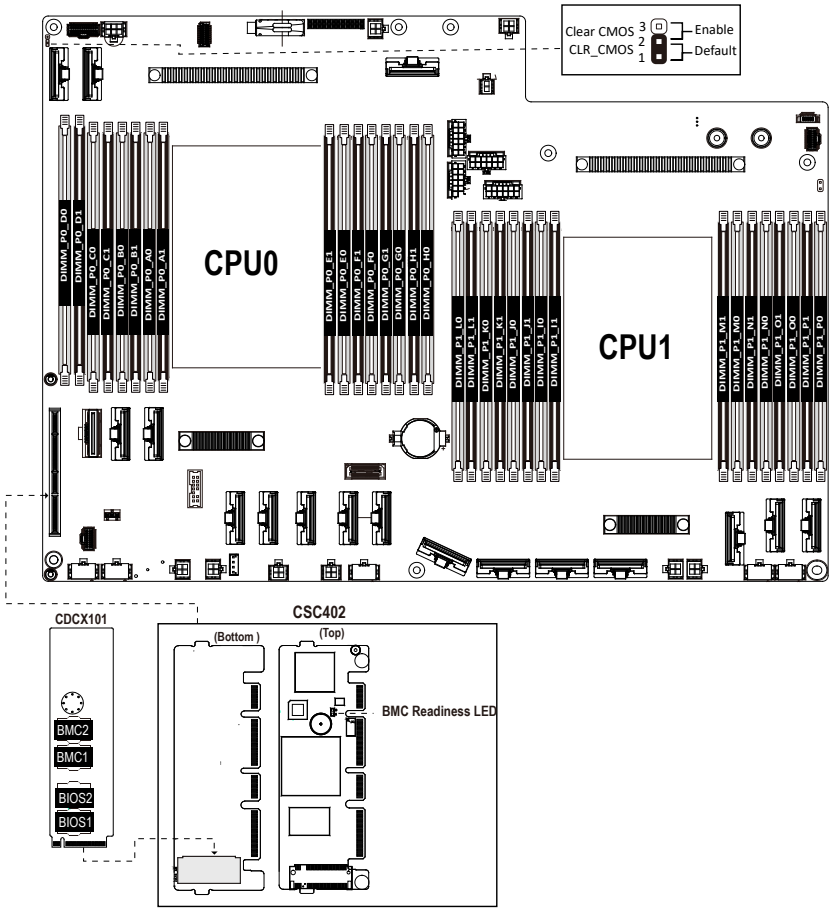 Clear CMOS 3
Enable
CLR_CMOS 2
Default
1
DIMM_P0_D0
DIMM_P0_D1
DIMM_P0_C0
DIMM_P0_C1
DIMM_P0_B0
DIMM_P0_B1
DIMM_P0_A0
DIMM_P0_A1
CPU0
DIMM_P0_E1
DIMM_P0_E0
DIMM_P0_F1
DIMM_P0_F0
DIMM_P0_G1
DIMM_P0_G0
DIMM_P0_H1
DIMM_P0_H0
DIMM_P1_L0
DIMM_P1_L1
DIMM_P1_K0
DIMM_P1_K1
DIMM_P1_J0
DIMM_P1_J1
DIMM_P1_I0
DIMM_P1_I1
CPU1
DIMM_P1_M1
DIMM_P1_M0
DIMM_P1_N1
DIMM_P1_N0
DIMM_P1_O1
DIMM_P1_O0
DIMM_P1_P1
DIMM_P1_P0
CDCX101
BMC2
BMC1
BIOS2
BIOS1
CSC402
(Bottom )
(Top)
BMC Readiness LED